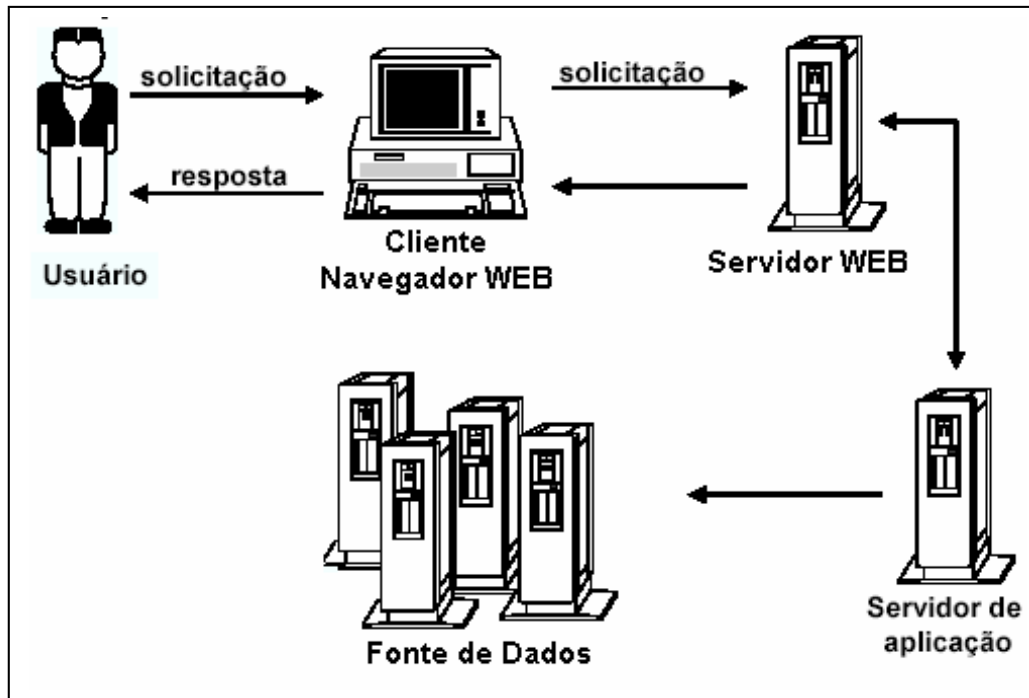 solicitação
solicitação
resposta
Usuário
Cliente
Navegador WEB
Servidor WEB
Fonte de Dados
Servidor de
aplicação